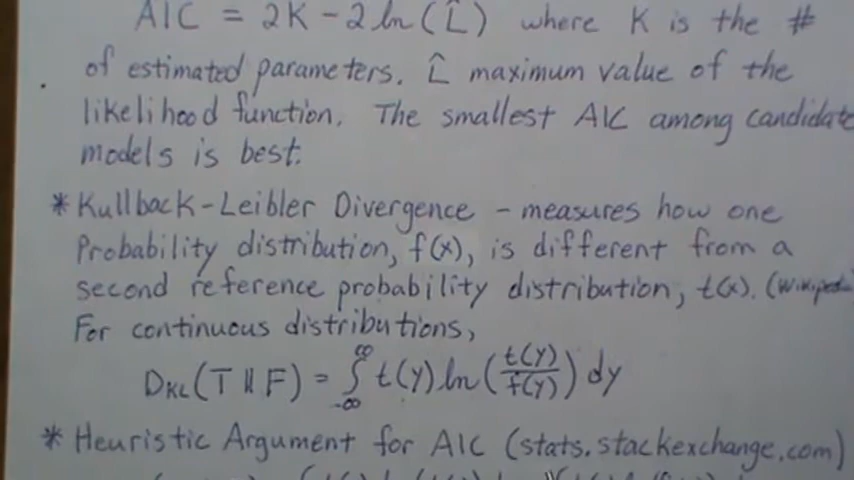 AIC = 2K - 2 ln(L̂) where K is the #
of estimated parameters. L̂ maximum value of the
likelihood function. The smallest AIC among candidate
models is best.
*Kullback-Leibler Divergence - measures how one
Probability distribution, f(x), is different from a
second reference probability distribution, t(x). (Wikipedia
For continuous distributions,
D_KL(T || F) = ∫_{-∞}^{∞} t(y) ln(t(y)/f(y)) dy
* Heuristic Argument for AIC (stats.stackexchange.com)